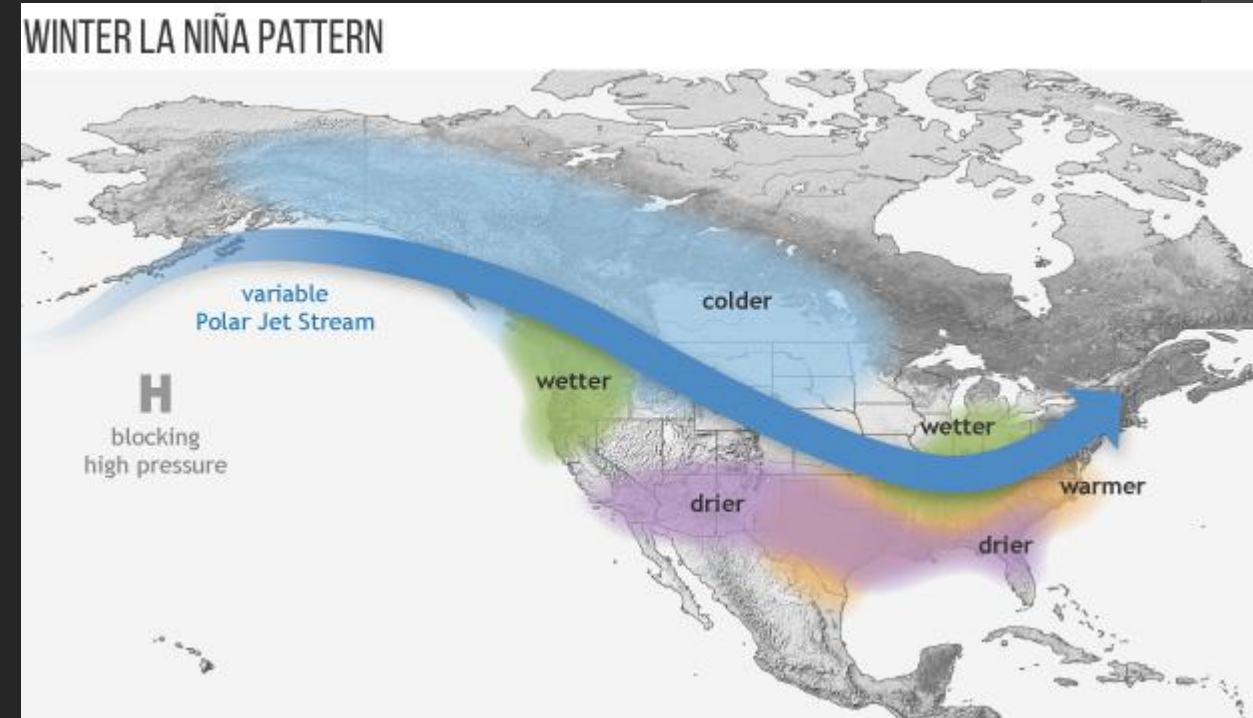 WINTER LA NIÑA PATTERN
variable
Polar Jet Stream
colder
H
blocking
high pressure
wetter
wetter
warmer
drier
drier